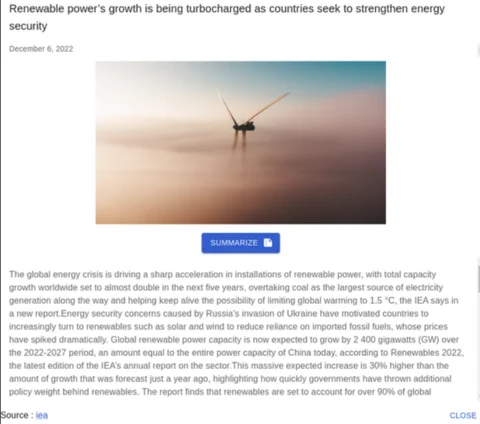 Renewable power's growth is being turbocharged as countries seek to strengthen energy
security
December 6, 2022
SUMMARIZE
The global energy crisis is driving a sharp acceleration in installations of renewable power, with total capacity
growth worldwide set to almost double in the next five years, overtaking coal as the largest source of electricity
generation along the way and helping keep alive the possibility of limiting global warming to 1.5 °C, the IEA says in
a new report.Energy security concerns caused by Russia's invasion of Ukraine have motivated countries to
increasingly turn to renewables such as solar and wind to reduce reliance on imported fossil fuels, whose prices
have spiked dramatically. Global renewable power capacity is now expected to grow by 2 400 gigawatts (GW) over
the 2022-2027 period, an amount equal to the entire power capacity of China today, according to Renewables 2022,
the latest edition of the IEA's annual report on the sector.This massive expected increase is 30% higher than the
amount of growth that was forecast just a year ago, highlighting how quickly governments have thrown additional
policy weight behind renewables. The report finds that renewables are set to account for over 90% of global
Source : iea
CLOSE